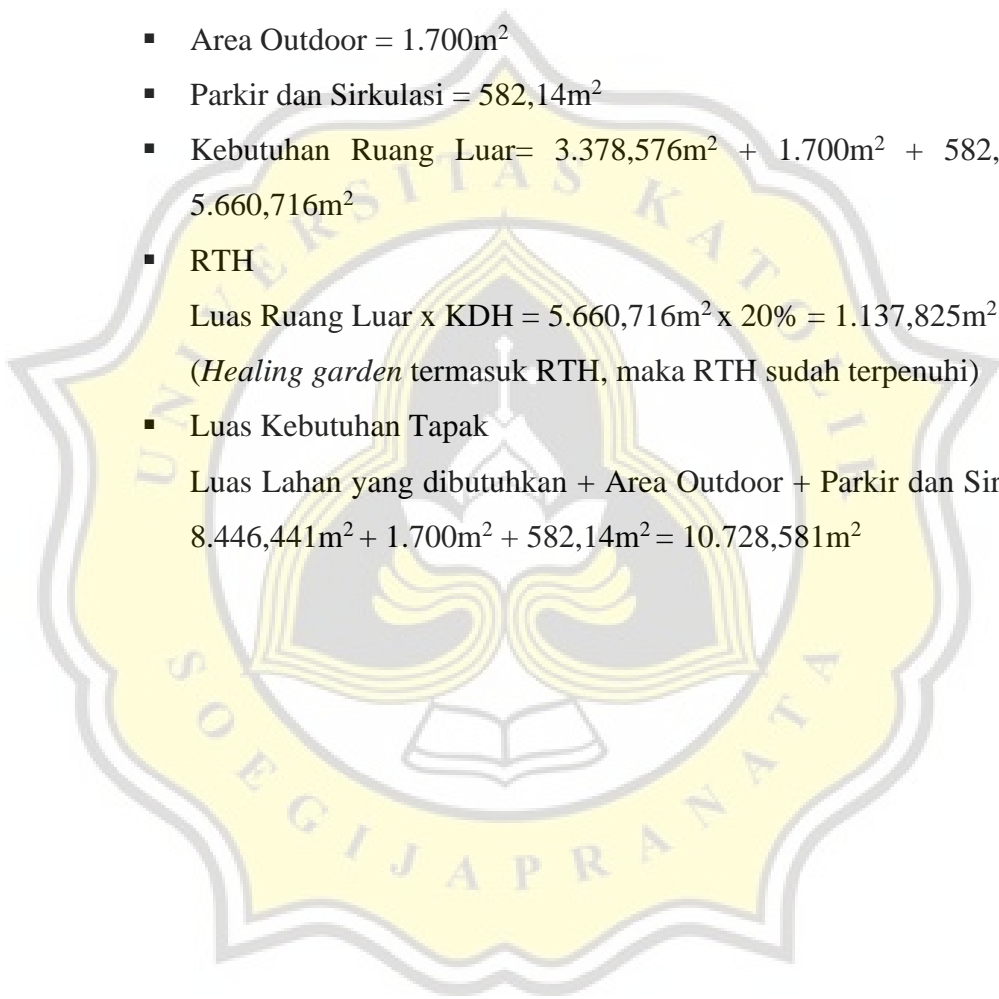 ▪ Area Outdoor = 1.700m²
▪ Parkir dan Sirkulasi = 582,14m²
▪ Kebutuhan Ruang Luar= 3.378,576m² + 1.700m² + 582,
5.660,716m²
▪ RTH
Luas Ruang Luar x KDH = 5.660,716m² x 20% = 1.137,825m²
(Healing garden termasuk RTH, maka RTH sudah terpenuhi)
▪ Luas Kebutuhan Tapak
Luas Lahan yang dibutuhkan + Area Outdoor + Parkir dan Sir
8.446,441m² + 1.700m² + 582,14m² = 10.728,581m²
UNIVERSITAS KATOLIK
SOEGIJAPRANATA